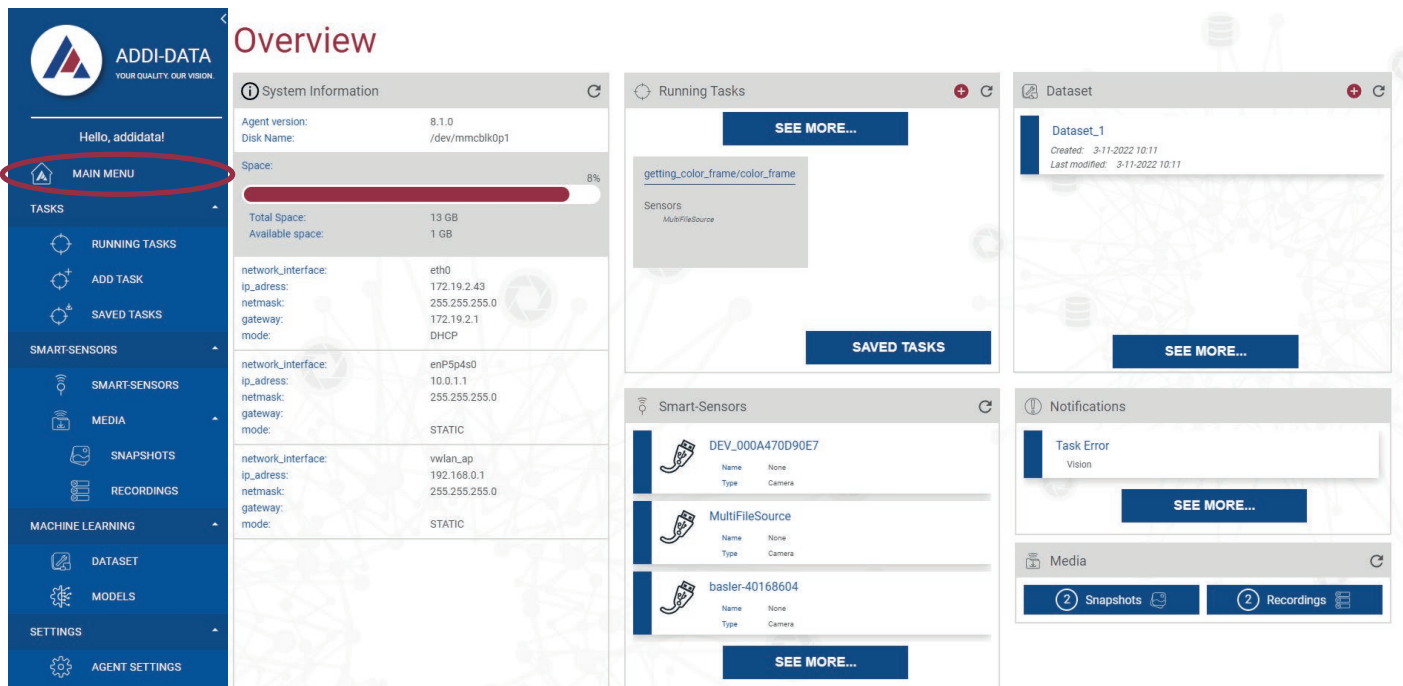 ADDI-DATA
YOUR QUALITY. OUR VISION.
Hello, addidata!
MAIN MENU
TASKS
RUNNING TASKS
ADD TASK
SAVED TASKS
SMART-SENSORS
SMART-SENSORS
MEDIA
SNAPSHOTS
RECORDINGS
MACHINE LEARNING
DATASET
MODELS
SETTINGS
AGENT SETTINGS
Overview
System Information
Agent version: 8.1.0
Disk Name: /dev/mmcblk0p1
Space:
8%
Total Space: 13 GB
Available space: 1 GB
network_interface: eth0
ip_adress: 172.19.2.43
netmask: 255.255.255.0
gateway: 172.19.2.1
mode: DHCP
network_interface: enP5p4s0
ip_adress: 10.0.1.1
netmask: 255.255.255.0
gateway:
mode: STATIC
network_interface: vwlan_ap
ip_adress: 192.168.0.1
netmask: 255.255.255.0
gateway:
mode: STATIC
Running Tasks
SEE MORE...
getting_color_frame/color_frame
Sensors
MultiFileSource
SAVED TASKS
Smart-Sensors
DEV_000A470D90E7
Name None
Type Camera
MultiFileSource
Name None
Type Camera
basler-40168604
Name None
Type Camera
SEE MORE...
Dataset
Dataset_1
Created: 3-11-2022 10:11
Last modified: 3-11-2022 10:11
SEE MORE...
Notifications
Task Error
Vision
SEE MORE...
Media
2 Snapshots
2 Recordings